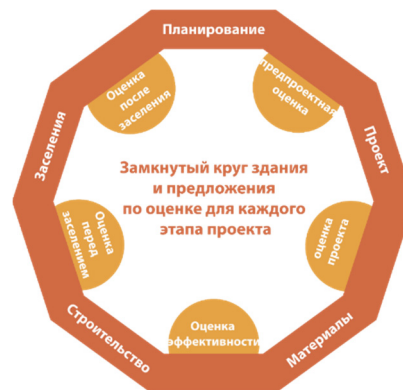 Планирование
Оценка
после
заселения
предпроектная
оценка
Заселения
Проект
Замкнутый круг здания
и предложения
по оценке для каждого
этапа проекта
Оценка
перед
заселением
оценка
проекта
Оценка
эффективности
Строительство
Материалы